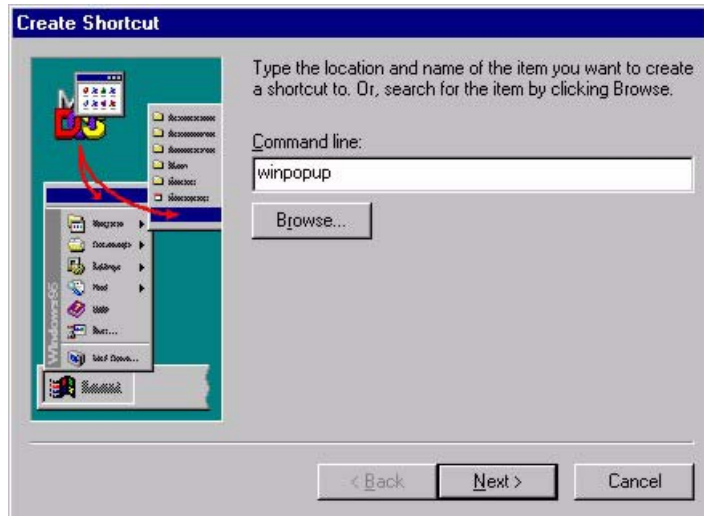 Create Shortcut
Type the location and name of the item you want to create
a shortcut to. Or, search for the item by clicking Browse.
Command line:
winpopup
Browse...
Windows95
< Back
Next >
Cancel